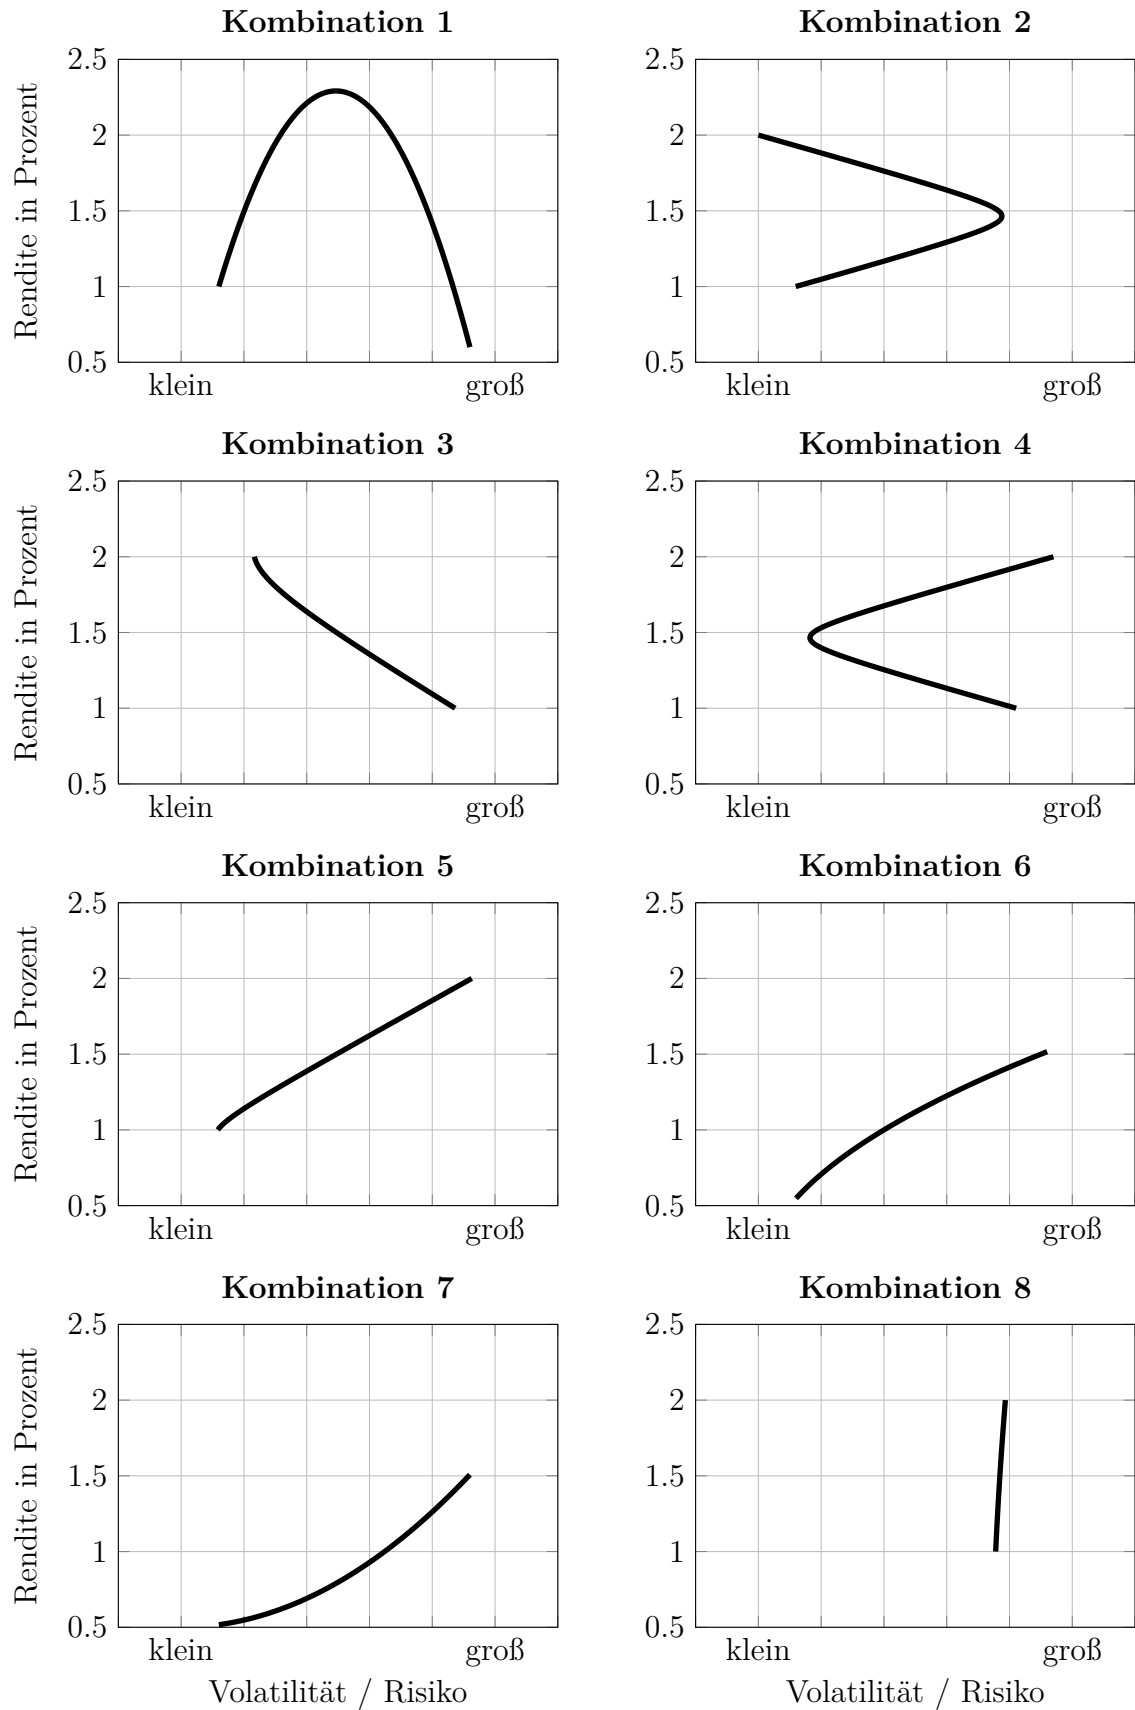 Kombination 1
Kombination 2
Rendite in Prozent
2.5
2
1.5
1
0.5
klein
groß
2.5
2
1.5
1
0.5
klein
groß
Kombination 3
Kombination 4
Rendite in Prozent
2.5
2
1.5
1
0.5
klein
groß
2.5
2
1.5
1
0.5
klein
groß
Kombination 5
Kombination 6
Rendite in Prozent
2.5
2
1.5
1
0.5
klein
groß
2.5
2
1.5
1
0.5
klein
groß
Kombination 7
Kombination 8
Rendite in Prozent
2.5
2
1.5
1
0.5
klein
groß
Volatilität / Risiko
2.5
2
1.5
1
0.5
klein
groß
Volatilität / Risiko